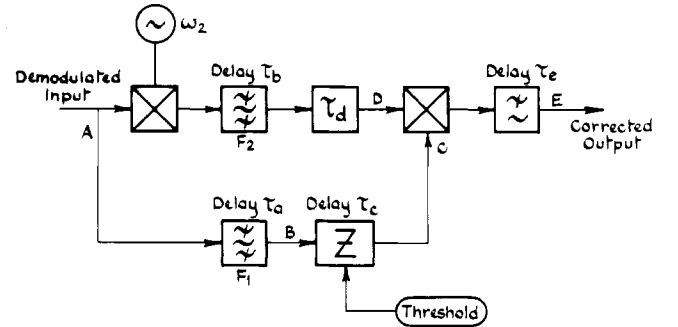 ~ ω₂
Demodulated
Input
A
Delay τb
F₂
τd
D
C
Delay τe
E
Corrected
Output
Delay τa
F₁
B
Delay τc
Z
Threshold